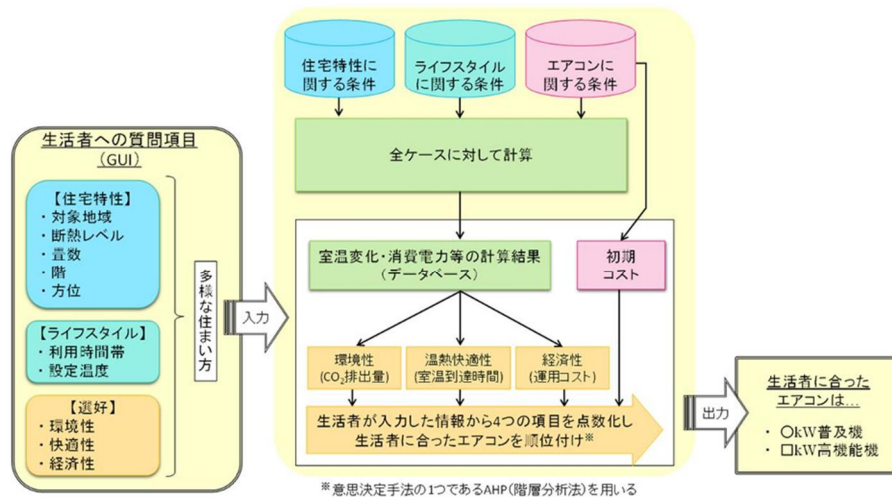 住宅特性に
関する条件
ライフスタイル
に関する条件
エアコンに
関する条件
全ケースに対して計算
生活者への質問項目
(GUI)
【住宅特性】
・対象地域
・断熱レベル
・畳数
・階
・方位
【ライフスタイル】
・利用時間帯
・設定温度
【選好】
・環境性
・快適性
・経済性
多様な住まい方
入力
室温変化・消費電力等の計算結果
(データベース)
初期
コスト
環境性
(CO₂排出量)
温熱快適性
(室温到達時間)
経済性
(運用コスト)
生活者が入力した情報から4つの項目を点数化し
生活者に合ったエアコンを順位付け※
出力
生活者に合った
エアコンは…
・ ○kW普及機
・ □kW高機能機
※意思決定手法の1つであるAHP(階層分析法)を用いる